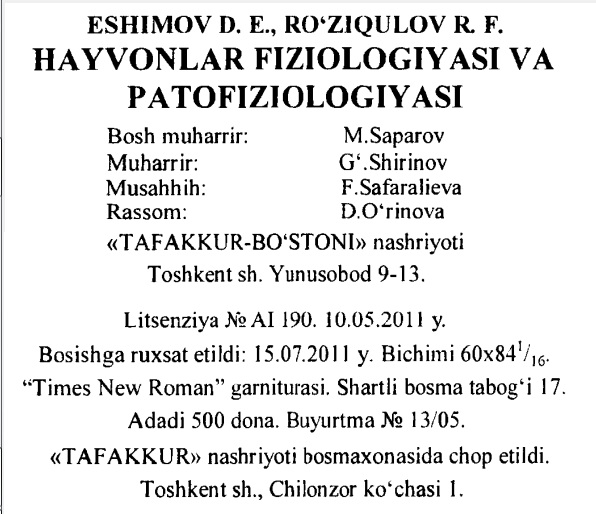 ESHIMOV D. E., RO‘ZIQULOV R. F.
HAYVONLAR FIZIOLOGIYASI VA
PATOFIZIOLOGIYASI
Bosh muharrir: M.Saparov
Muharrir: G‘.Shirinov
Musahhih: F.Safaralieva
Rassom: D.O‘rinova
«TAFAKKUR-BO‘STONI» nashriyoti
Toshkent sh. Yunusobod 9-13.
Litsenziya № AI 190. 10.05.2011 y.
Bosishga ruxsat etildi: 15.07.2011 y. Bichimi 60x84¹/₁₆.
“Times New Roman” garniturasi. Shartli bosma tabog‘i 17.
Adadi 500 dona. Buyurtma № 13/05.
«TAFAKKUR» nashriyoti bosmaxonasida chop etildi.
Toshkent sh., Chilonzor ko‘chasi 1.